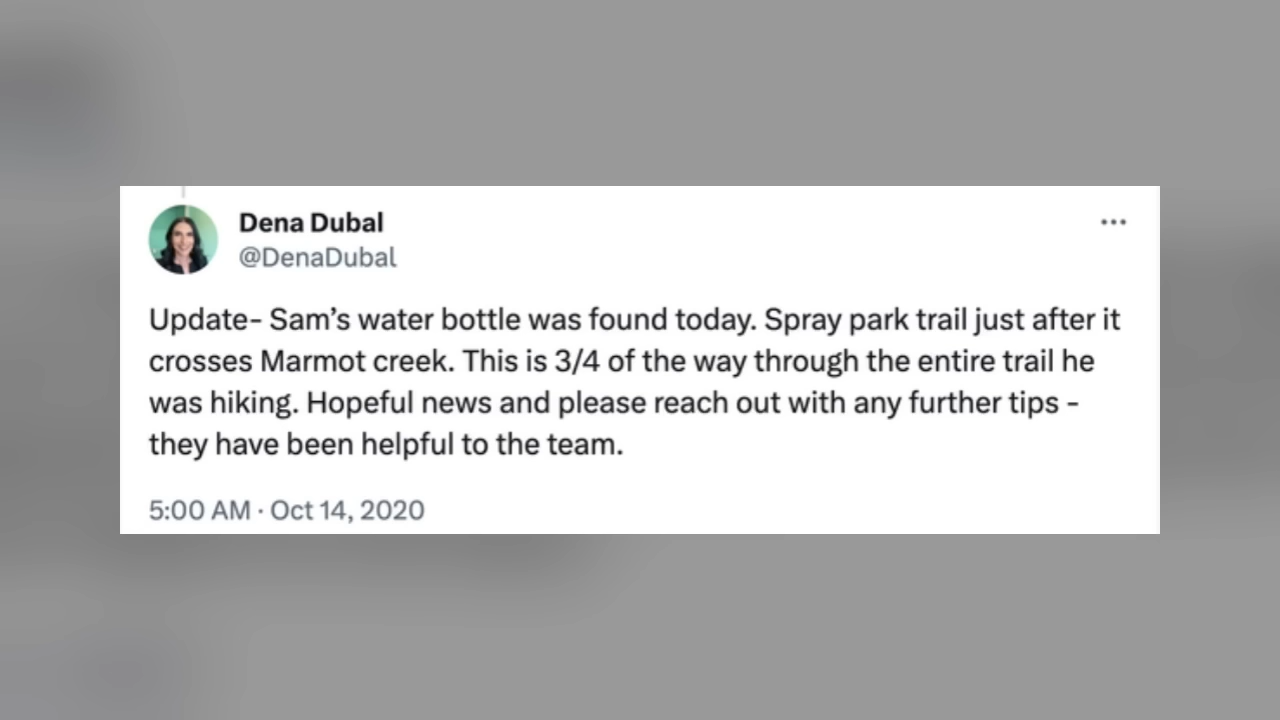 Dena Dubal
@DenaDubal
Update- Sam’s water bottle was found today. Spray park trail just after it
crosses Marmot creek. This is 3/4 of the way through the entire trail he
was hiking. Hopeful news and please reach out with any further tips -
they have been helpful to the team.
5:00 AM · Oct 14, 2020